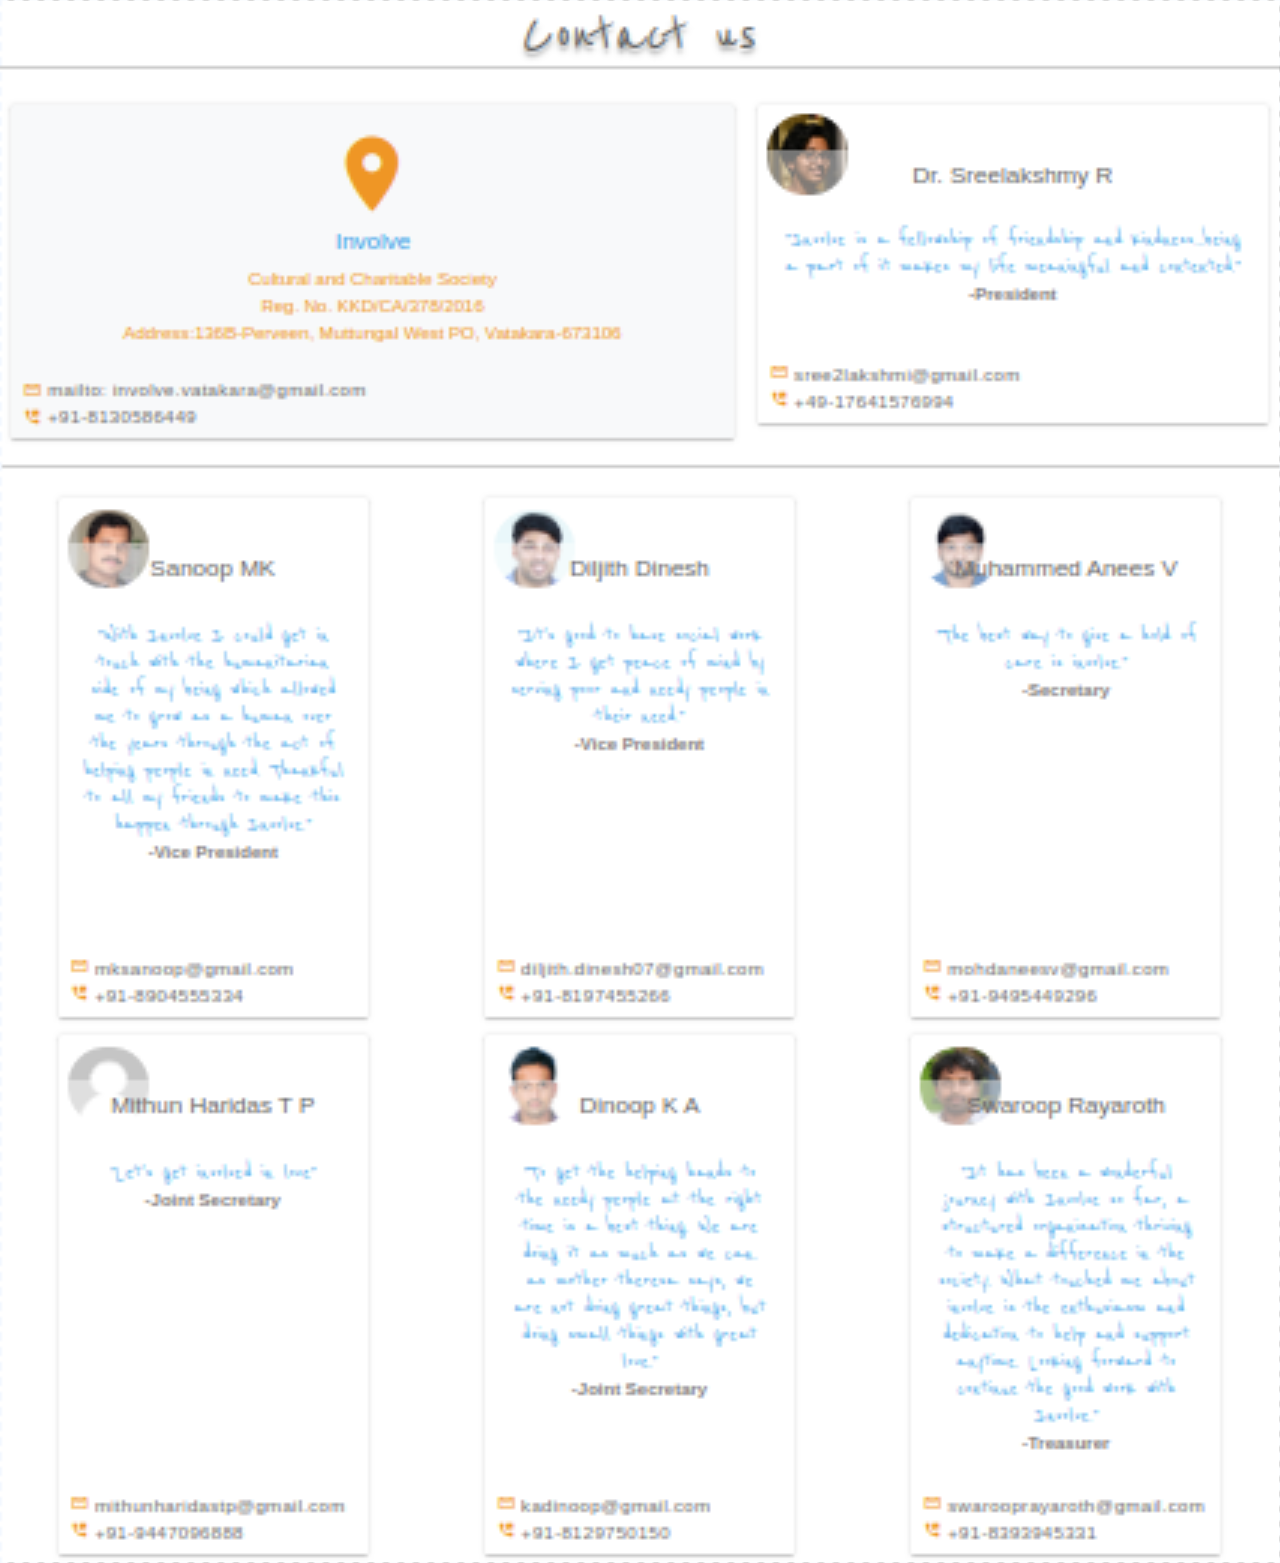 Contact us
Involve
Cultural and Charitable Society
Reg. No. KKD/CA/378/2016
Address:136B-Perveen, Muttungal West PO, Vatakara-673106
mailto: involve.vatakara@gmail.com
+91-8130586449
Dr. Sreelakshmy R
"Involve is a fellowship of friendship and kindness..being
a part of it makes my life meaningful and contented"
-President
sree2lakshmi@gmail.com
+49-17641576994
Sanoop MK
"With Involve I could get in
touch with the humanitarian
side of my being which allowed
me to grow as a human over
the years through the act of
helping people in need. Thankful
to all my friends to make this
happen through Involve."
-Vice President
mksanoop@gmail.com
+91-8904555334
Diljith Dinesh
"It's good to have social work
where I get peace of mind by
serving poor and needy people in
their need."
-Vice President
diljith.dinesh07@gmail.com
+91-8197455266
Muhammed Anees V
"The best way to give a hold of
care is involve."
-Secretary
mohdaneesv@gmail.com
+91-9495449296
Mithun Haridas T P
"Let's get involved in love"
-Joint Secretary
mithunharidastp@gmail.com
+91-9447096888
Dinoop K A
"To get the helping hands to
the needy people at the right
time is a best thing. We are
doing it as much as we can.
as mother theresa says, we
are not doing great things, but
doing small things with great
love."
-Joint Secretary
kadinoop@gmail.com
+91-8129750150
Swaroop Rayaroth
"It has been a wonderful
journey with Involve so far, a
structured organisation thriving
to make a difference in the
society. What touched me about
involve is the enthusiasm and
dedication to help and support
anytime. Looking forward to
continue the good work with
Involve."
-Treasurer
swarooprayaroth@gmail.com
+91-8393945331